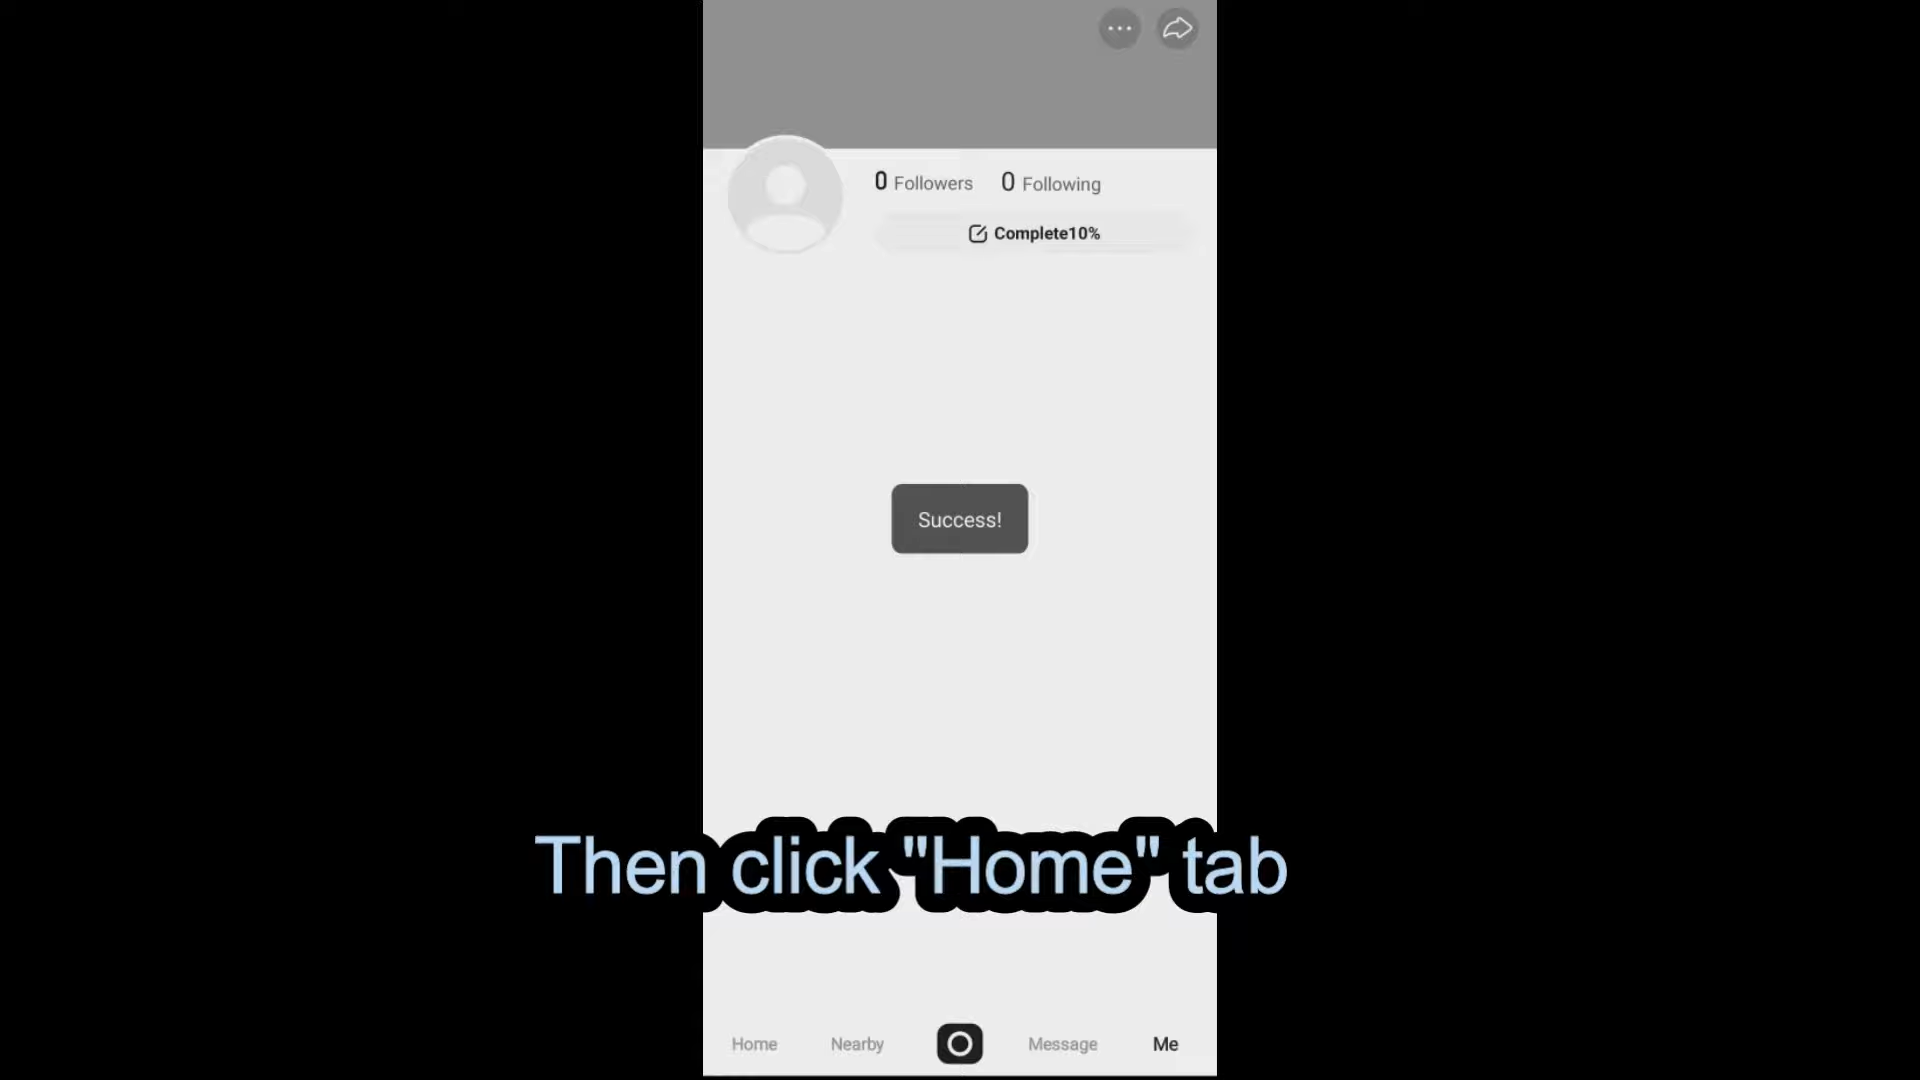 0 Followers 0 Following
Complete10%
Success!
Then click "Home" tab
Home Nearby Message Me